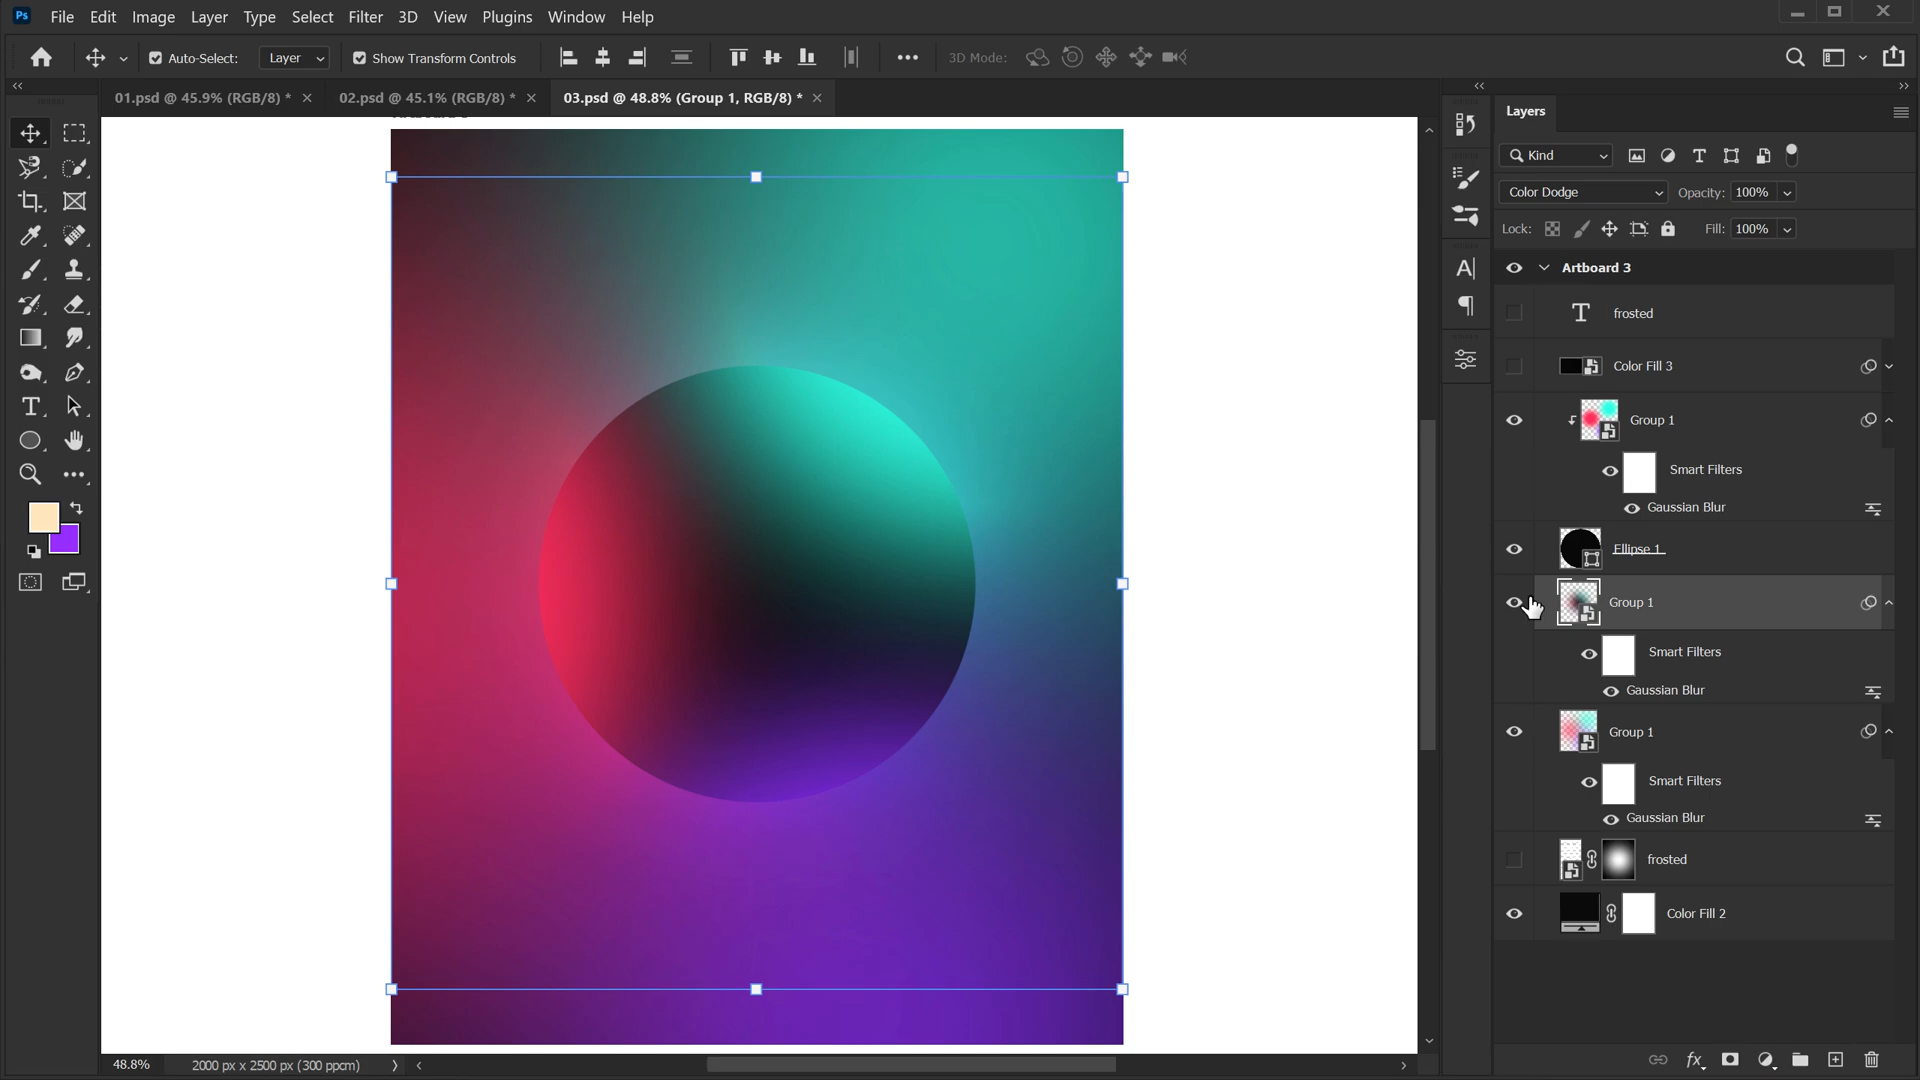 Ps File Edit Image Layer Type Select Filter 3D View Plugins Window Help
Auto-Select: Layer Show Transform Controls 3D Mode:
01.psd @ 45.9% (RGB/8) * 02.psd @ 45.1% (RGB/8) * 03.psd @ 48.8% (Group 1, RGB/8) *
Layers
Kind
Color Dodge Opacity: 100%
Lock: Fill: 100%
Artboard 3
frosted
Color Fill 3
Group 1
Smart Filters
Gaussian Blur
Ellipse 1
Group 1
Smart Filters
Gaussian Blur
Group 1
Smart Filters
Gaussian Blur
frosted
Color Fill 2
48.8% 2000 px x 2500 px (300 ppcm)